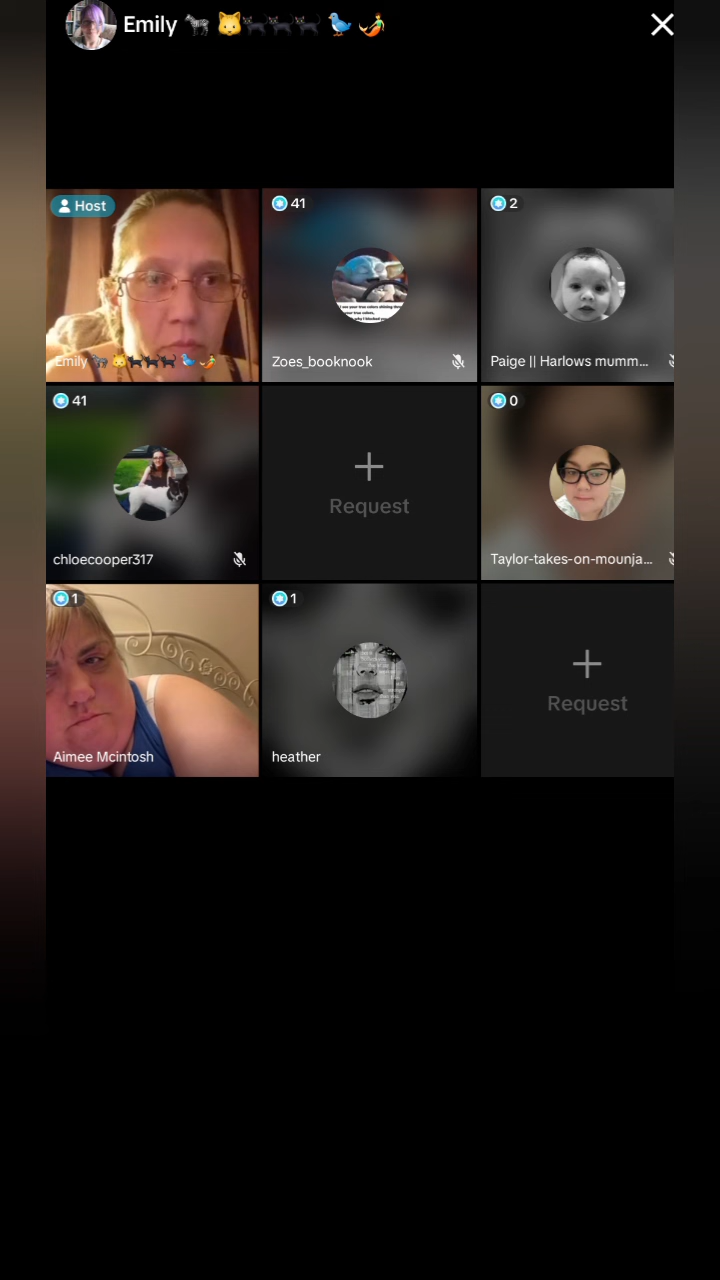 Emily 🦓 🐱🐈‍⬛🐈‍⬛🐈‍⬛ 🐦 🧜
Host
41
2
Emily 🦓 🐱🐈‍⬛🐈‍⬛🐈‍⬛ 🐦 🧜
Zoes_booknook
Paige || Harlows mumm...
41
0
Request
chloecooper317
Taylor-takes-on-mounja...
1
1
Request
Aimee Mcintosh
heather